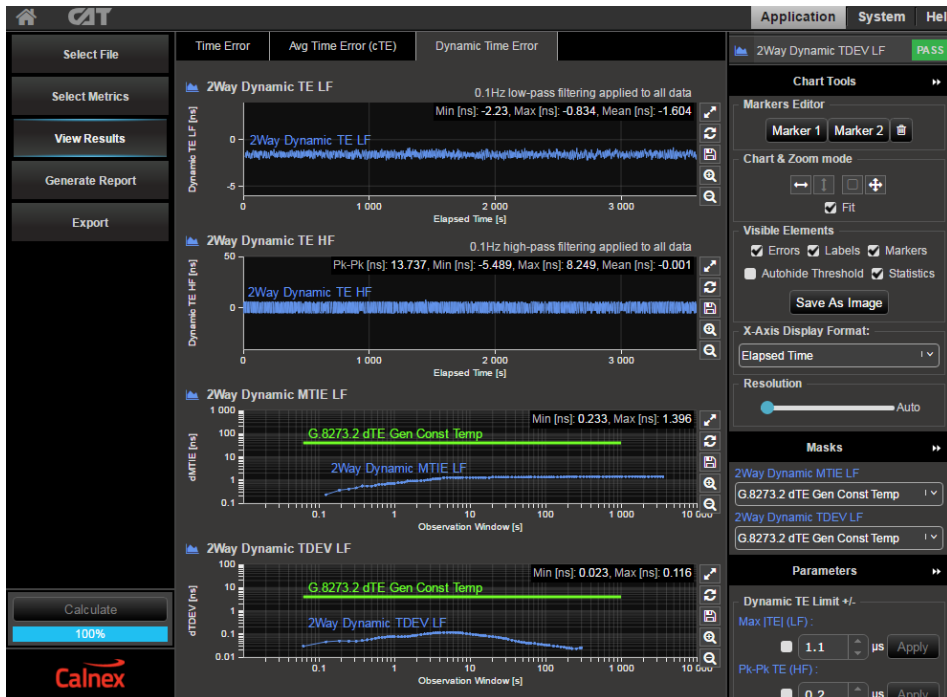 CAT
Application System Hel
Select File
Select Metrics
View Results
Generate Report
Export
Calculate
100%
Calnex
Time Error Avg Time Error (cTE) Dynamic Time Error
2Way Dynamic TE LF
0.1Hz low-pass filtering applied to all data
Min [ns]: -2.23, Max [ns]: -0.834, Mean [ns]: -1.604
2Way Dynamic TE LF
Dynamic TE LF [ns]
0
-5
0 1 000 2 000 3 000
Elapsed Time [s]
2Way Dynamic TE HF
0.1Hz high-pass filtering applied to all data
Pk-Pk [ns]: 13.737, Min [ns]: -5.489, Max [ns]: 8.249, Mean [ns]: -0.001
2Way Dynamic TE HF
Dynamic TE HF [ns]
50
0
0 1 000 2 000 3 000
Elapsed Time [s]
2Way Dynamic MTIE LF
Min [ns]: 0.233, Max [ns]: 1.396
G.8273.2 dTE Gen Const Temp
2Way Dynamic MTIE LF
dMTIE [ns]
1 000
100
10
1
0.1
0.1 1 10 100 1 000 10 000
Observation Window [s]
2Way Dynamic TDEV LF
Min [ns]: 0.023, Max [ns]: 0.116
G.8273.2 dTE Gen Const Temp
2Way Dynamic TDEV LF
dTDEV [ns]
100
10
1
0.1
0.01
0.1 1 10 100 1 000 10 000
Observation Window [s]
2Way Dynamic TDEV LF PASS
Chart Tools
Markers Editor
Marker 1 Marker 2
Chart & Zoom mode
Fit
Visible Elements
Errors Labels Markers
Autohide Threshold Statistics
Save As Image
X-Axis Display Format:
Elapsed Time
Resolution
Auto
Masks
2Way Dynamic MTIE LF
G.8273.2 dTE Gen Const Temp
2Way Dynamic TDEV LF
G.8273.2 dTE Gen Const Temp
Parameters
Dynamic TE Limit +/-
Max |TE| (LF) :
1.1 µs Apply
Pk-Pk TE (HF) :
0.2 µs Apply